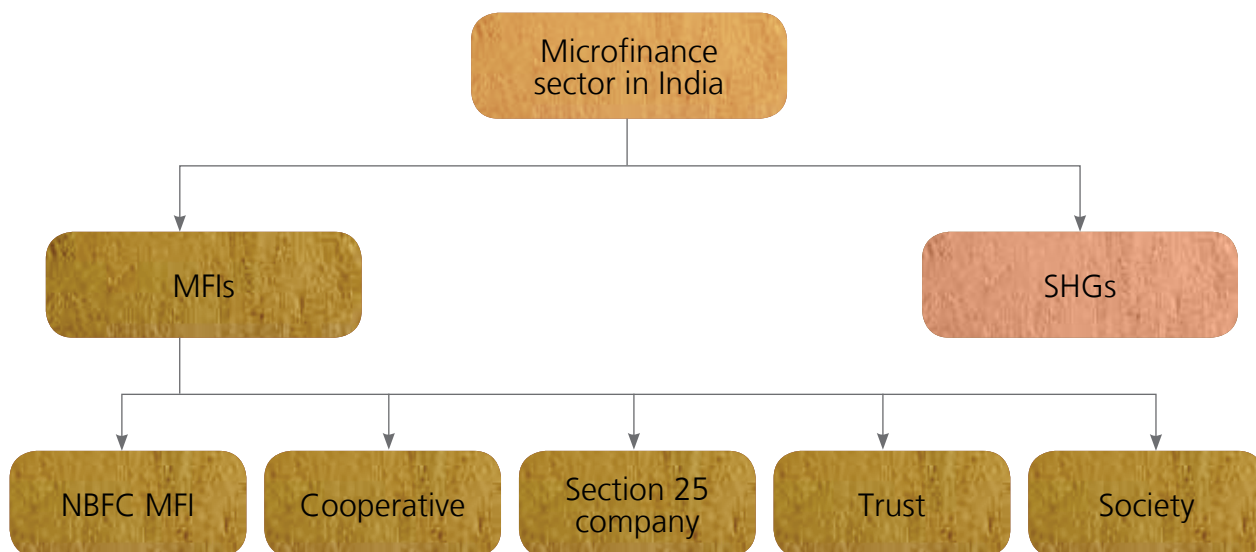 Microfinance
sector in India
MFIs
SHGs
NBFC MFI
Cooperative
Section 25
company
Trust
Society